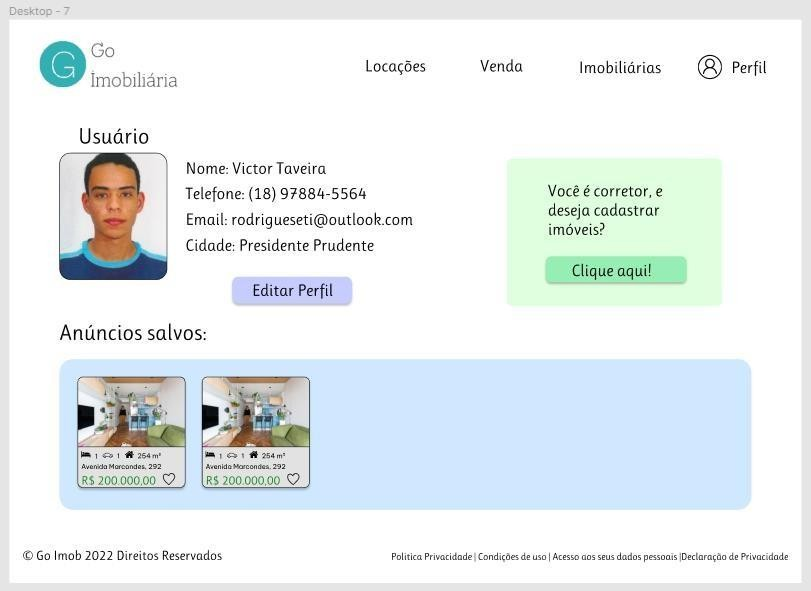 Desktop - 7
G
Go
Imobiliária
Locações
Venda
Imobiliárias
Perfil
Usuário
Nome: Victor Taveira
Telefone: (18) 97884-5564
Email: rodrigueseti@outlook.com
Cidade: Presidente Prudente
Editar Perfil
Você é corretor, e
deseja cadastrar
imóveis?
Clique aqui!
Anúncios salvos:
1 1 254 m²
Avenida Marcondes, 292
R$ 200.000,00
1 1 254 m²
Avenida Marcondes, 292
R$ 200.000,00
© Go Imob 2022 Direitos Reservados
Politica Privacidade | Condições de uso | Acesso aos seus dados pessoais |Declaração de Privacidade